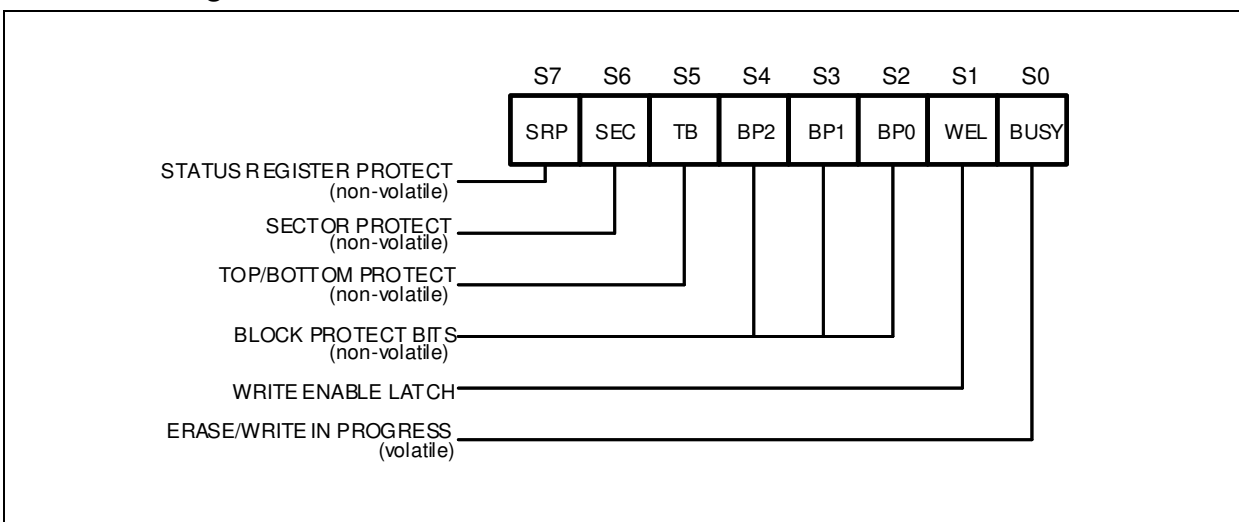 S7 S6 S5 S4 S3 S2 S1 S0
SRP SEC TB BP2 BP1 BP0 WEL BUSY
STATUS REGISTER PROTECT
(non-volatile)
SECTOR PROTECT
(non-volatile)
TOP/BOTTOM PROTECT
(non-volatile)
BLOCK PROTECT BITS
(non-volatile)
WRITE ENABLE LATCH
ERASE/WRITE IN PROGRESS
(volatile)